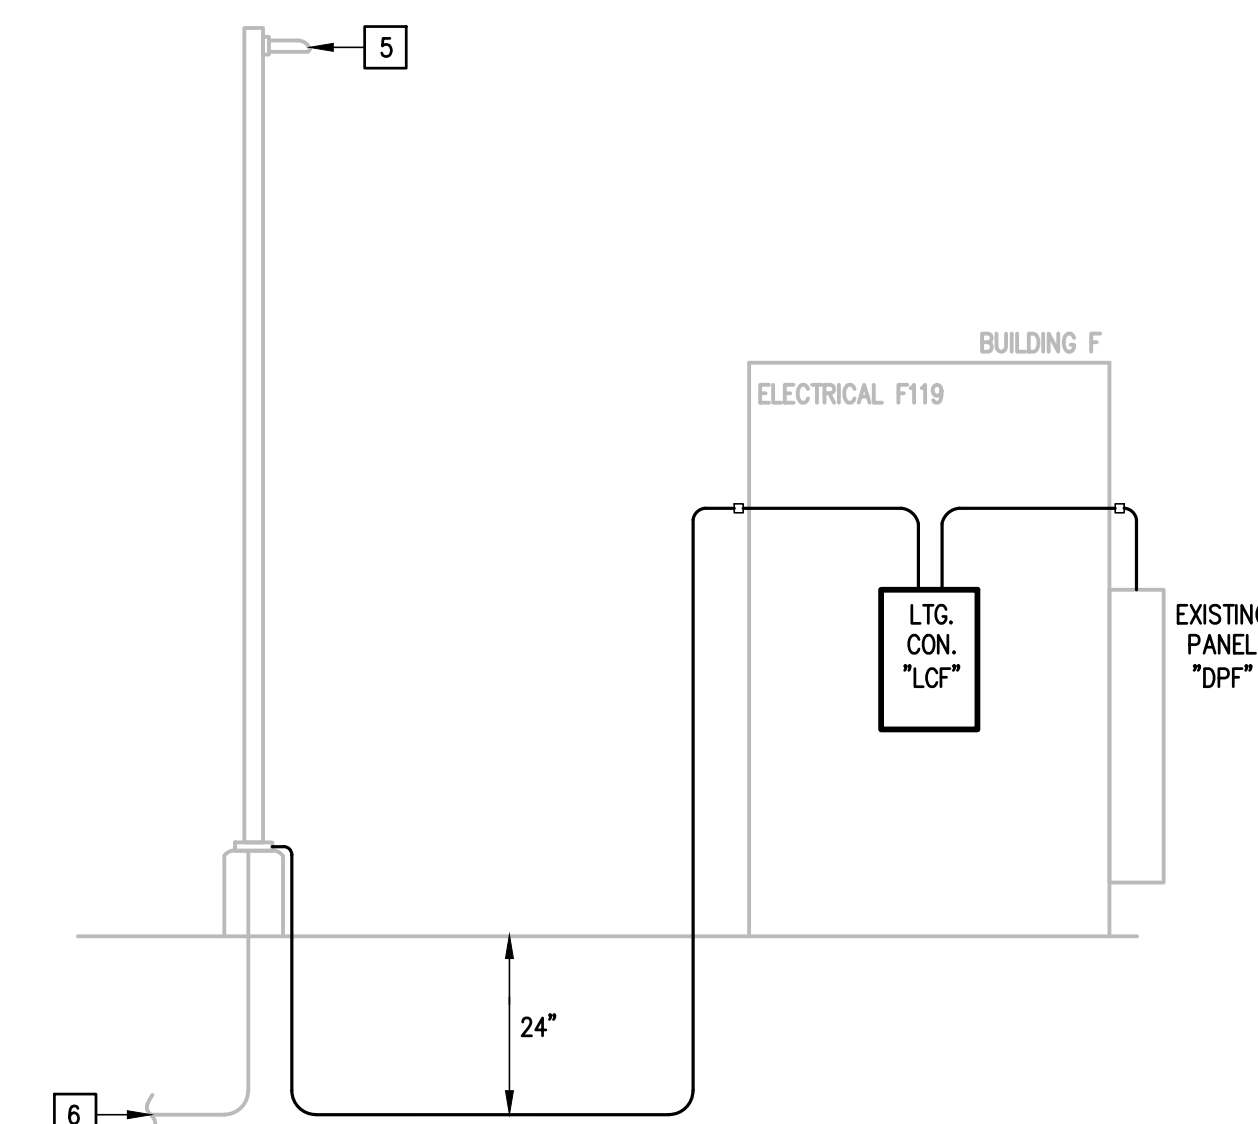 5
BUILDING F
ELECTRICAL F119
LTG.
CON.
"LCF"
PANEL
"DPF"
24"
6